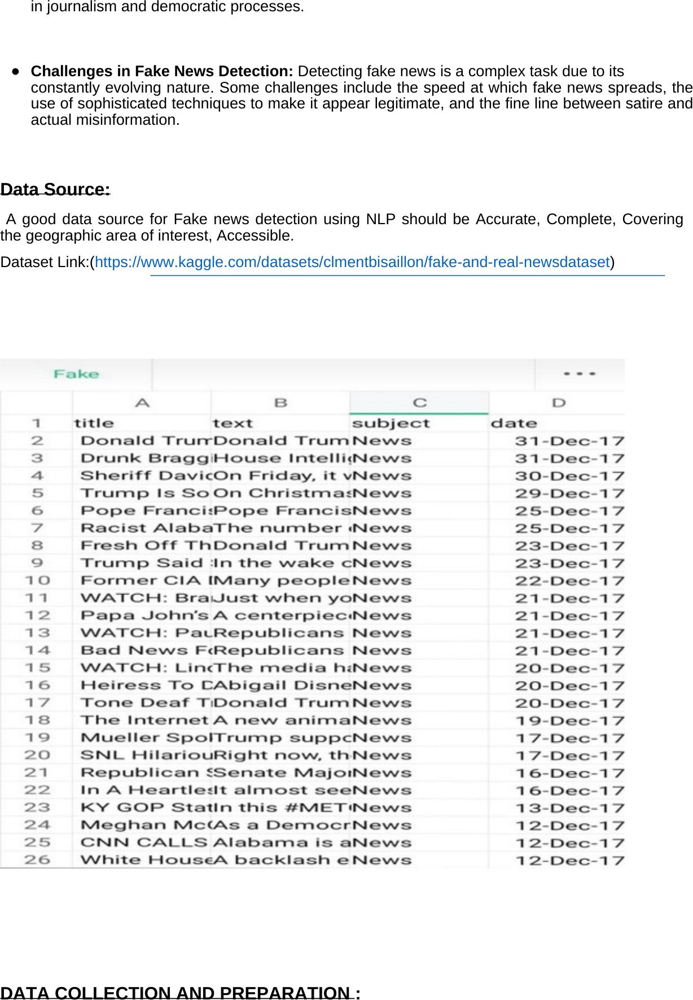 in journalism and democratic processes.
● Challenges in Fake News Detection: Detecting fake news is a complex task due to its
constantly evolving nature. Some challenges include the speed at which fake news spreads, the
use of sophisticated techniques to make it appear legitimate, and the fine line between satire and
actual misinformation.
Data Source:
A good data source for Fake news detection using NLP should be Accurate, Complete, Covering
the geographic area of interest, Accessible.
Dataset Link:(https://www.kaggle.com/datasets/clmentbisaillon/fake-and-real-newsdataset)
Fake
A B C D
1 title text subject date
2 Donald Trum Donald Trum News 31-Dec-17
3 Drunk Braggi House Intellig News 31-Dec-17
4 Sheriff Davic On Friday, it w News 30-Dec-17
5 Trump Is So On Christmas News 29-Dec-17
6 Pope Francis Pope Francis News 25-Dec-17
7 Racist Alaba The number News 25-Dec-17
8 Fresh Off Th Donald Trum News 23-Dec-17
9 Trump Said In the wake c News 23-Dec-17
10 Former CIA Many people News 22-Dec-17
11 WATCH: Bra Just when yo News 21-Dec-17
12 Papa John's A centerpiec News 21-Dec-17
13 WATCH: Pau Republicans News 21-Dec-17
14 Bad News Fo Republicans News 21-Dec-17
15 WATCH: Lind The media ha News 20-Dec-17
16 Heiress To D Abigail Disne News 20-Dec-17
17 Tone Deaf Tr Donald Trum News 20-Dec-17
18 The Internet A new anima News 19-Dec-17
19 Mueller Spol Trump suppo News 17-Dec-17
20 SNL Hilariou Right now, th News 17-Dec-17
21 Republican S Senate Major News 16-Dec-17
22 In A Heartles It almost see News 16-Dec-17
23 KY GOP Stat In this #MET News 13-Dec-17
24 Meghan McC As a Democr News 12-Dec-17
25 CNN CALLS Alabama is a News 12-Dec-17
26 White House A backlash e News 12-Dec-17
DATA COLLECTION AND PREPARATION :